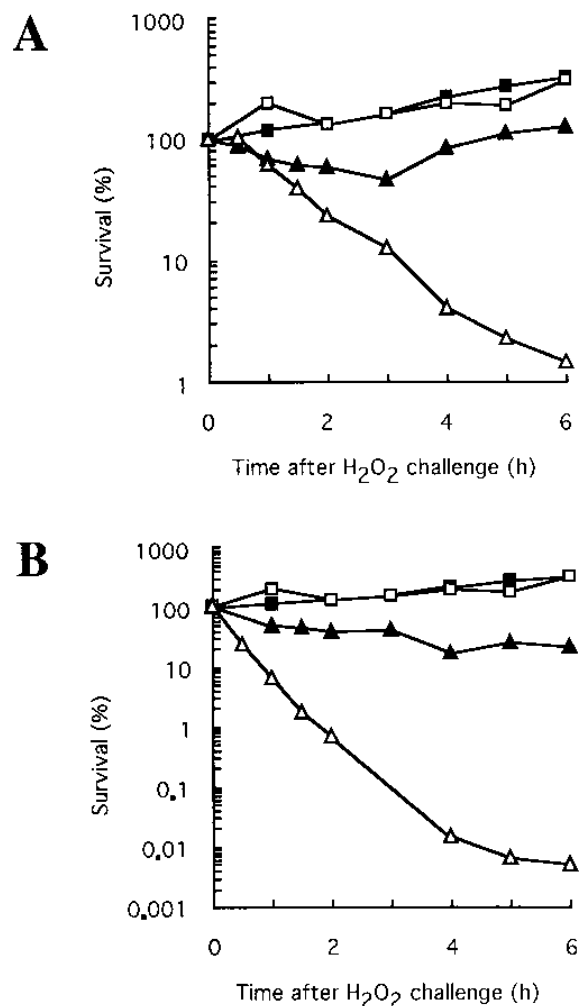 A
1000
100
10
1
Survival (%)
0 2 4 6
Time after H2O2 challenge (h)
B
1000
100
10
1
0.1
0.01
0.001
Survival (%)
0 2 4 6
Time after H2O2 challenge (h)